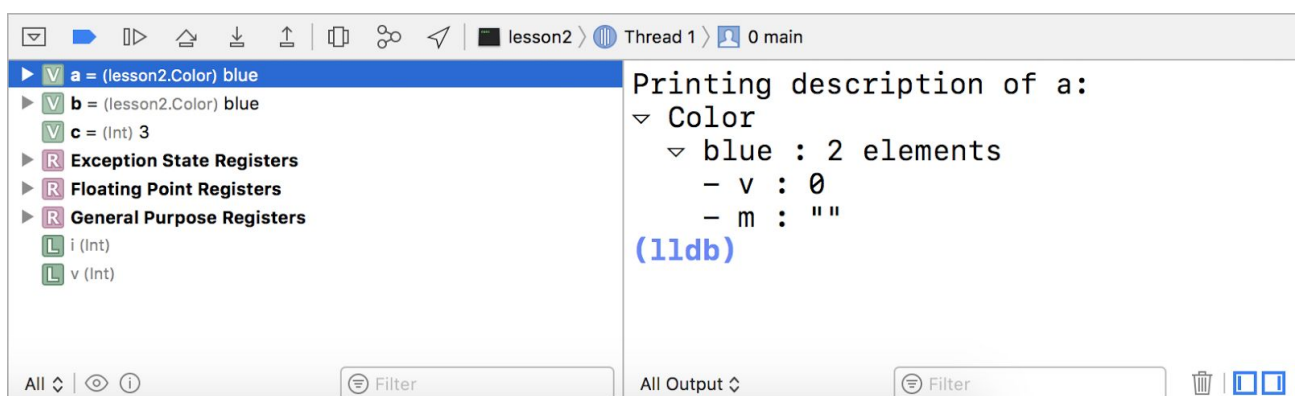 lesson2 〉 Thread 1 〉 0 main
V a = (lesson2.Color) blue
V b = (lesson2.Color) blue
V c = (Int) 3
R Exception State Registers
R Floating Point Registers
R General Purpose Registers
L i (Int)
L v (Int)
All
Filter
Printing description of a:
▿ Color
▿ blue : 2 elements
- v : 0
- m : ""
(lldb)
All Output
Filter